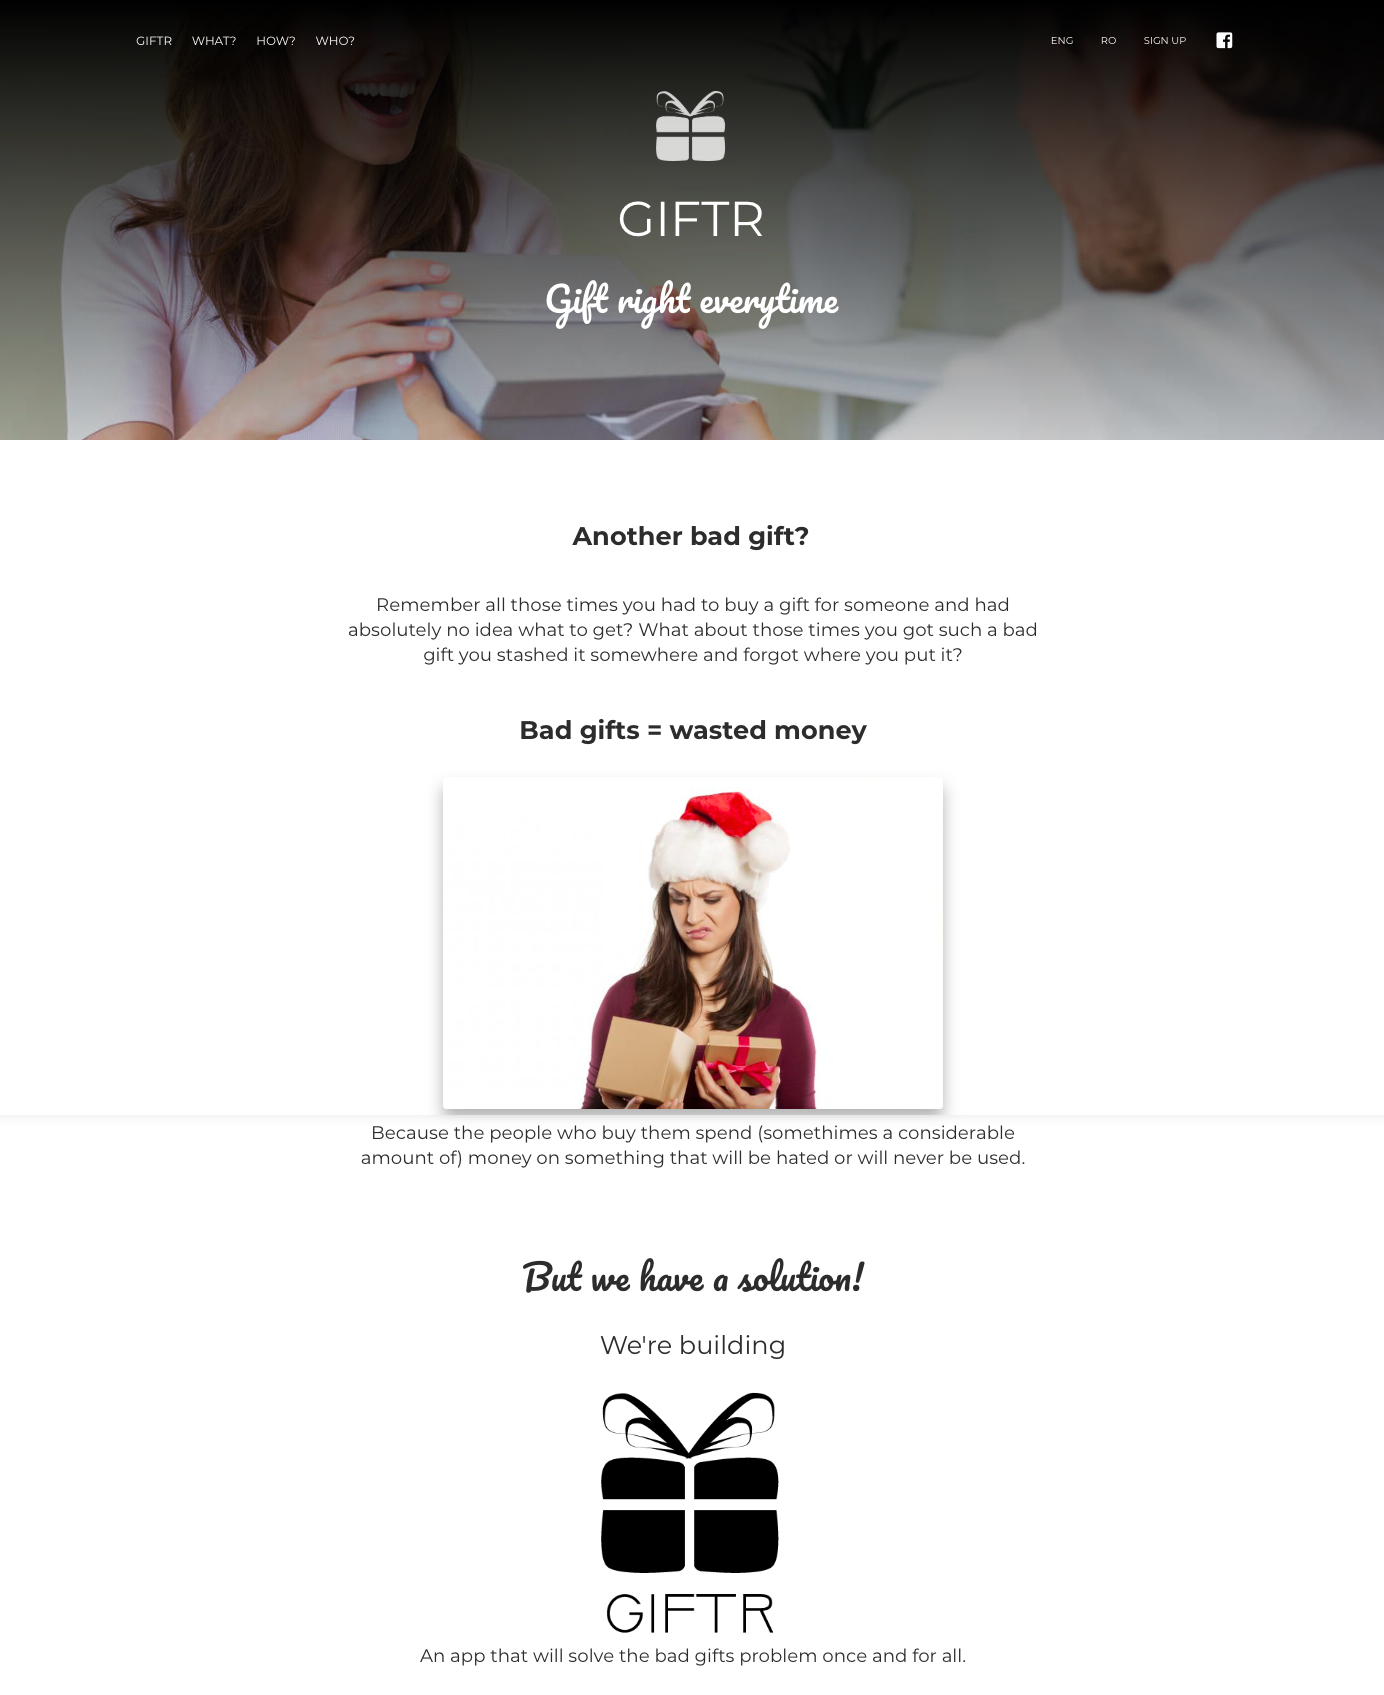 GIFTR WHAT? HOW? WHO? ENG RO SIGN UP
GIFTR
Gift right everytime
Another bad gift?
Remember all those times you had to buy a gift for someone and had
absolutely no idea what to get? What about those times you got such a bad
gift you stashed it somewhere and forgot where you put it?
Bad gifts = wasted money
Because the people who buy them spend (somethimes a considerable
amount of) money on something that will be hated or will never be used.
But we have a solution!
We're building
GIFTR
An app that will solve the bad gifts problem once and for all.